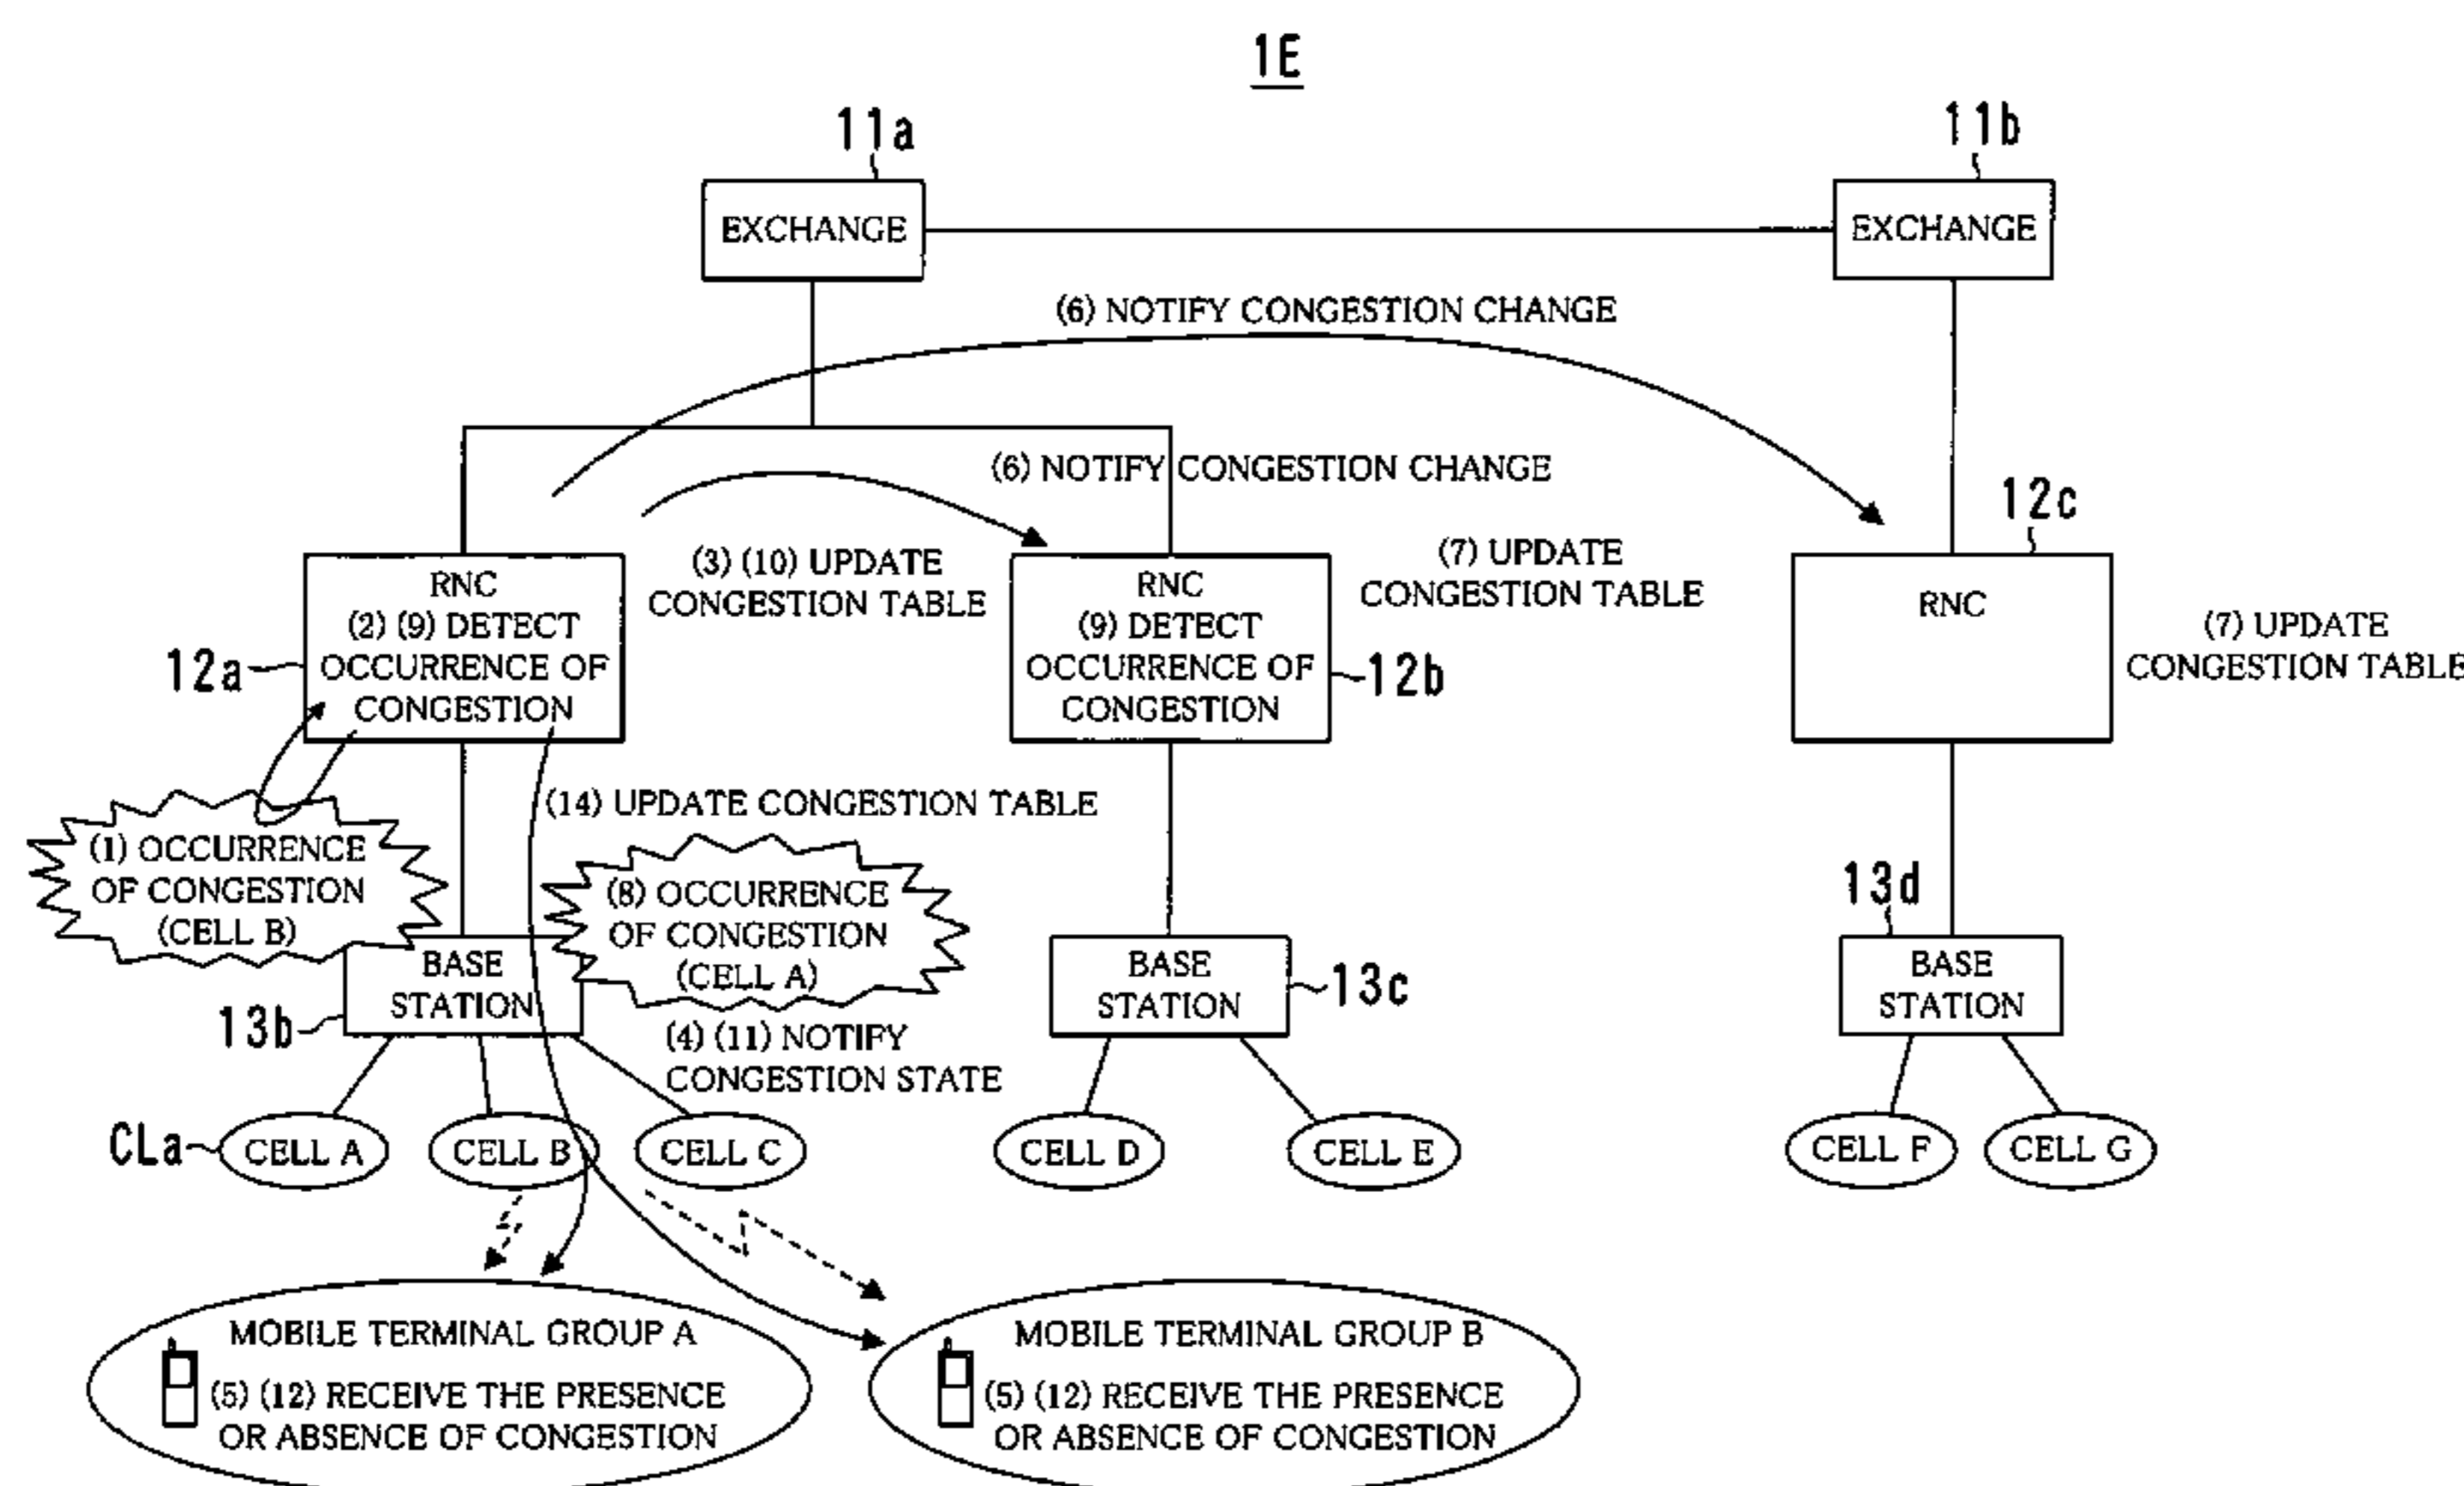 1E
11a
11b
EXCHANGE
EXCHANGE
(6) NOTIFY CONGESTION CHANGE
(6) NOTIFY CONGESTION CHANGE
12c
RNC
(2) (9) DETECT
OCCURRENCE OF
CONGESTION
12a
(3) (10) UPDATE
CONGESTION TABLE
RNC
(9) DETECT
OCCURRENCE OF
CONGESTION
12b
(7) UPDATE
CONGESTION TABLE
RNC
(7) UPDATE
CONGESTION TABLE
(14) UPDATE CONGESTION TABLE
(1) OCCURRENCE
OF CONGESTION
(CELL B)
(8) OCCURRENCE
OF CONGESTION
(CELL A)
13d
BASE
STATION
13b
BASE
STATION
13c
BASE
STATION
(4) (11) NOTIFY
CONGESTION STATE
CLa
CELL A
CELL B
CELL C
CELL D
CELL E
CELL F
CELL G
MOBILE TERMINAL GROUP A
(5) (12) RECEIVE THE PRESENCE
OR ABSENCE OF CONGESTION
MOBILE TERMINAL GROUP B
(5) (12) RECEIVE THE PRESENCE
OR ABSENCE OF CONGESTION